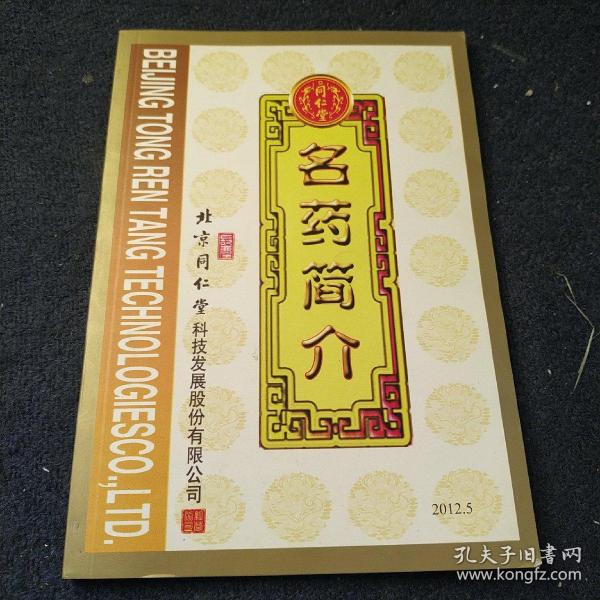 BEIJING TONG REN TANG TECHNOLOGIESCO.,LTD.
同仁堂
名药简介
北京同仁堂科技发展股份有限公司
2012.5
孔夫子旧书网
www.kongfz.com